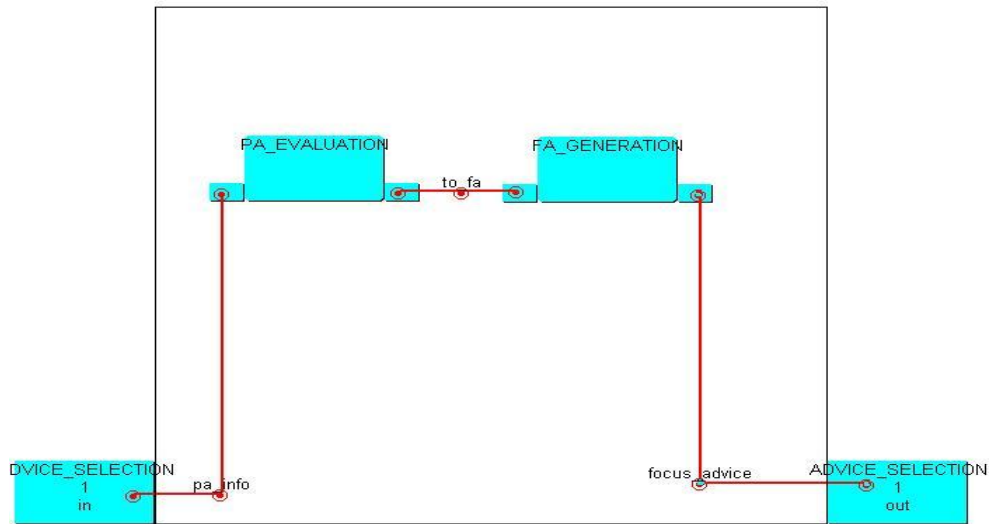 PA_EVALUATION
FA_GENERATION
to_fa
DVICE_SELECTION
1
in
pa_info
focus_advice
ADVICE_SELECTION
1
out